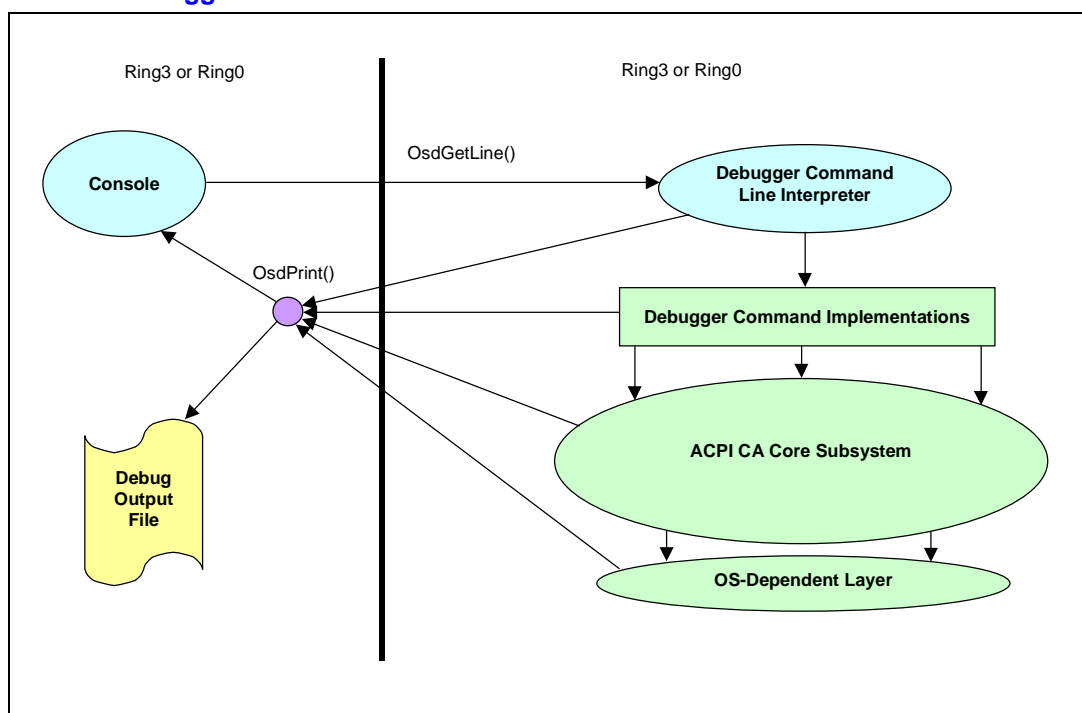 Ring3 or Ring0
Ring3 or Ring0
OsdGetLine()
Console
Debugger Command
Line Interpreter
OsdPrint()
Debugger Command Implementations
ACPI CA Core Subsystem
Debug
Output
File
OS-Dependent Layer